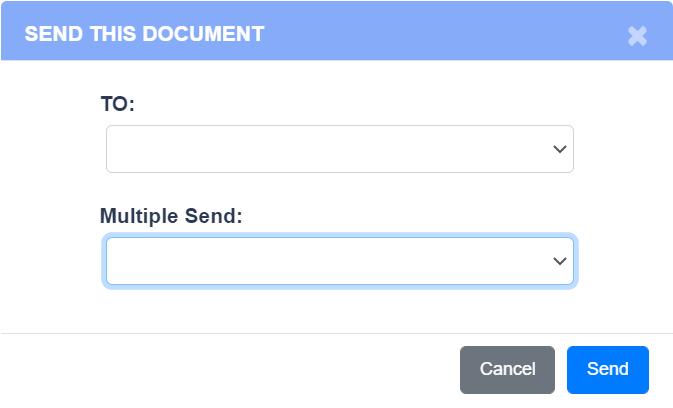 SEND THIS DOCUMENT
TO:
Multiple Send:
Cancel
Send